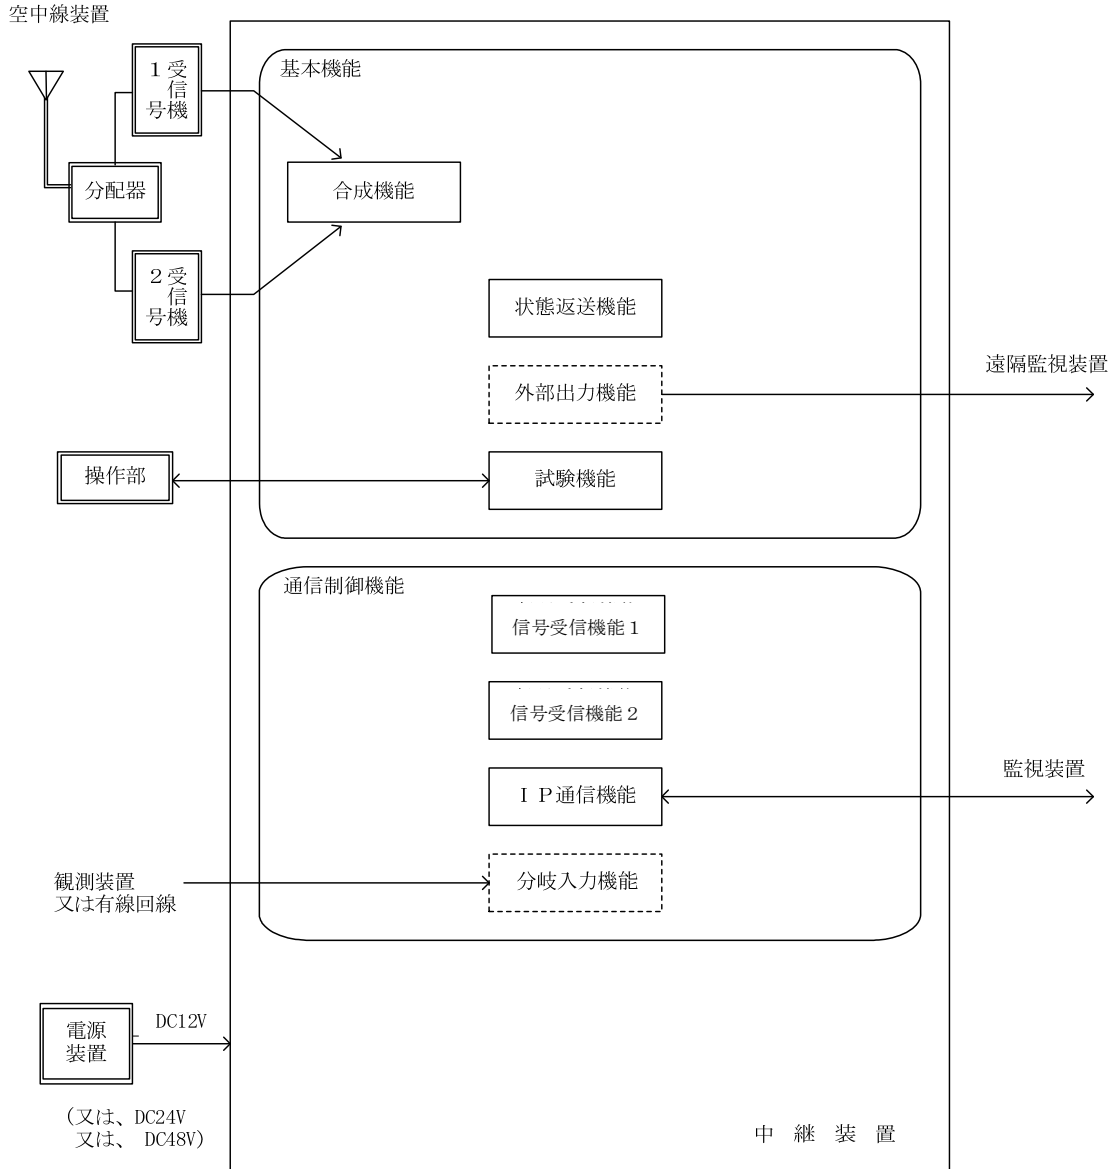 空中線装置
１受
信
号機
基本機能
分配器
合成機能
２受
信
号機
状態返送機能
外部出力機能
遠隔監視装置
操作部
試験機能
通信制御機能
信号受信機能１
信号受信機能２
監視装置
ＩＰ通信機能
観測装置
又は有線回線
分岐入力機能
電源
装置
DC12V
（又は、DC24V
又は、 DC48V）
中 継 装 置